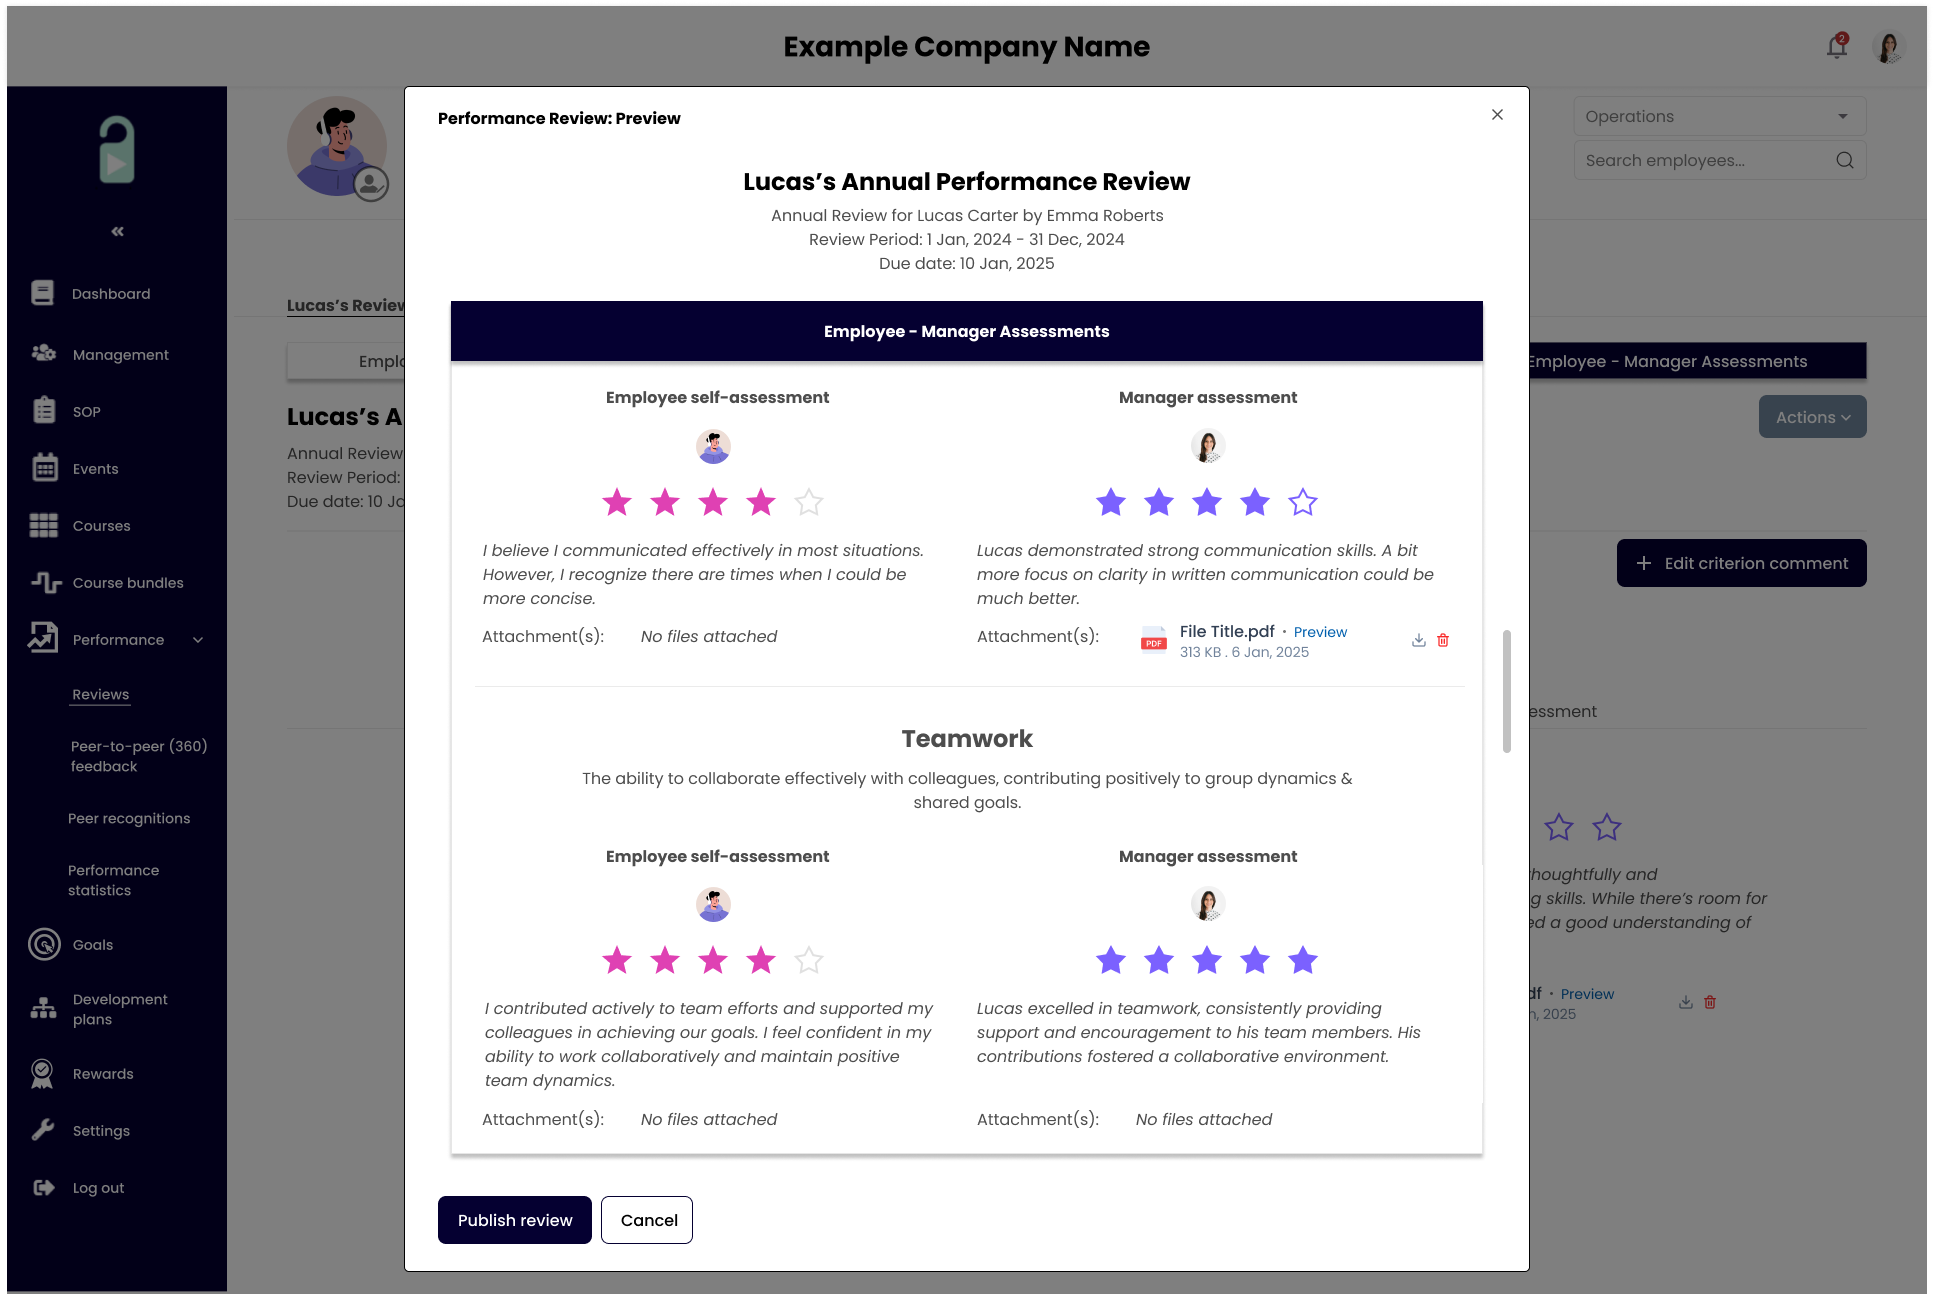 Example Company Name
2
Operations
Search employees...
«
Dashboard
Management
SOP
Events
Courses
Course bundles
Performance
Reviews
Peer-to-peer (360)
feedback
Peer recognitions
Performance
statistics
Goals
Development
plans
Rewards
Settings
Log out
Lucas's Review
Lucas's A
Annual Review
Review Period:
Due date: 10 Ja
Performance Review: Preview
Lucas's Annual Performance Review
Annual Review for Lucas Carter by Emma Roberts
Review Period: 1 Jan, 2024 - 31 Dec, 2024
Due date: 10 Jan, 2025
Employee - Manager Assessments
Employee self-assessment
Manager assessment
I believe I communicated effectively in most situations.
However, I recognize there are times when I could be
more concise.
Lucas demonstrated strong communication skills. A bit
more focus on clarity in written communication could be
much better.
Attachment(s): No files attached
Attachment(s):
PDF
File Title.pdf • Preview
313 KB . 6 Jan, 2025
Teamwork
The ability to collaborate effectively with colleagues, contributing positively to group dynamics &
shared goals.
Employee self-assessment
Manager assessment
I contributed actively to team efforts and supported my
colleagues in achieving our goals. I feel confident in my
ability to work collaboratively and maintain positive
team dynamics.
Lucas excelled in teamwork, consistently providing
support and encouragement to his team members. His
contributions fostered a collaborative environment.
Attachment(s): No files attached
Attachment(s): No files attached
Publish review
Cancel
Employee - Manager Assessments
Actions
+ Edit criterion comment
skills. While there's room for
a good understanding of
• Preview
2025